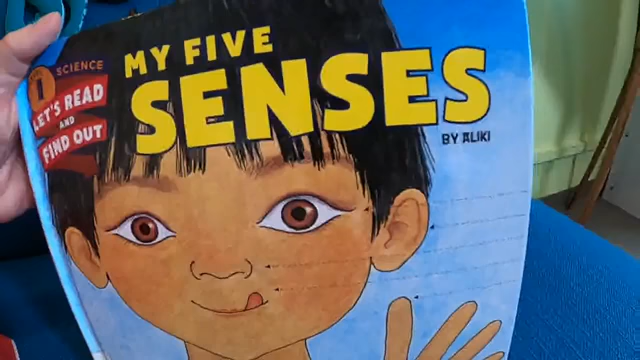 1
SCIENCE
LET'S READ
AND
FIND OUT
MY FIVE
SENSES
BY ALIKI